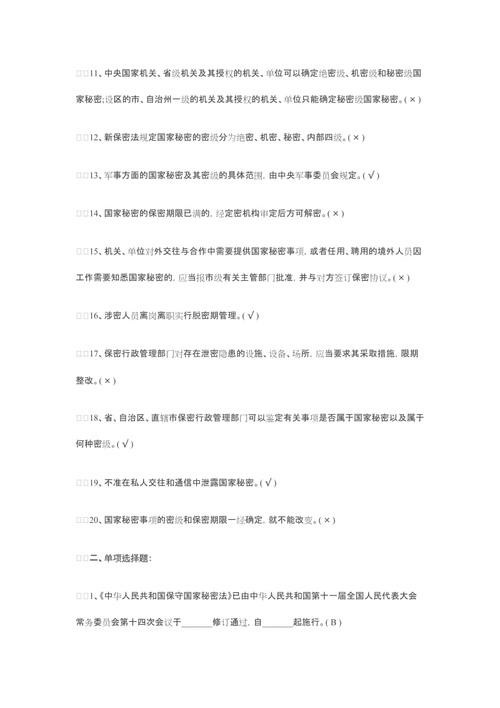 □□11、中央国家机关、省级机关及其授权的机关、单位可以确定绝密级、机密级和秘密级国
家秘密;设区的市、自治州一级的机关及其授权的机关、单位只能确定秘密级国家秘密。(×)
□□12、新保密法规定国家秘密的密级分为绝密、机密、秘密、内部四级。(×)
□□13、军事方面的国家秘密及其密级的具体范围，由中央军事委员会规定。(√)
□□14、国家秘密的保密期限已满的，经定密机构审定后方可解密。(×)
□□15、机关、单位对外交往与合作中需要提供国家秘密事项，或者任用、聘用的境外人员因
工作需要知悉国家秘密的，应当报市级有关主管部门批准，并与对方签订保密协议。(×)
□□16、涉密人员离岗离职实行脱密期管理。(√)
□□17、保密行政管理部门对存在泄密隐患的设施、设备、场所，应当要求其采取措施，限期
整改。(×)
□□18、省、自治区、直辖市保密行政管理部门可以鉴定有关事项是否属于国家秘密以及属于
何种密级。(√)
□□19、不准在私人交往和通信中泄露国家秘密。(√)
□□20、国家秘密事项的密级和保密期限一经确定，就不能改变。(×)
□□二、单项选择题：
□□1、《中华人民共和国保守国家秘密法》已由中华人民共和国第十一届全国人民代表大会
常务委员会第十四次会议于______修订通过，自______起施行。( B )